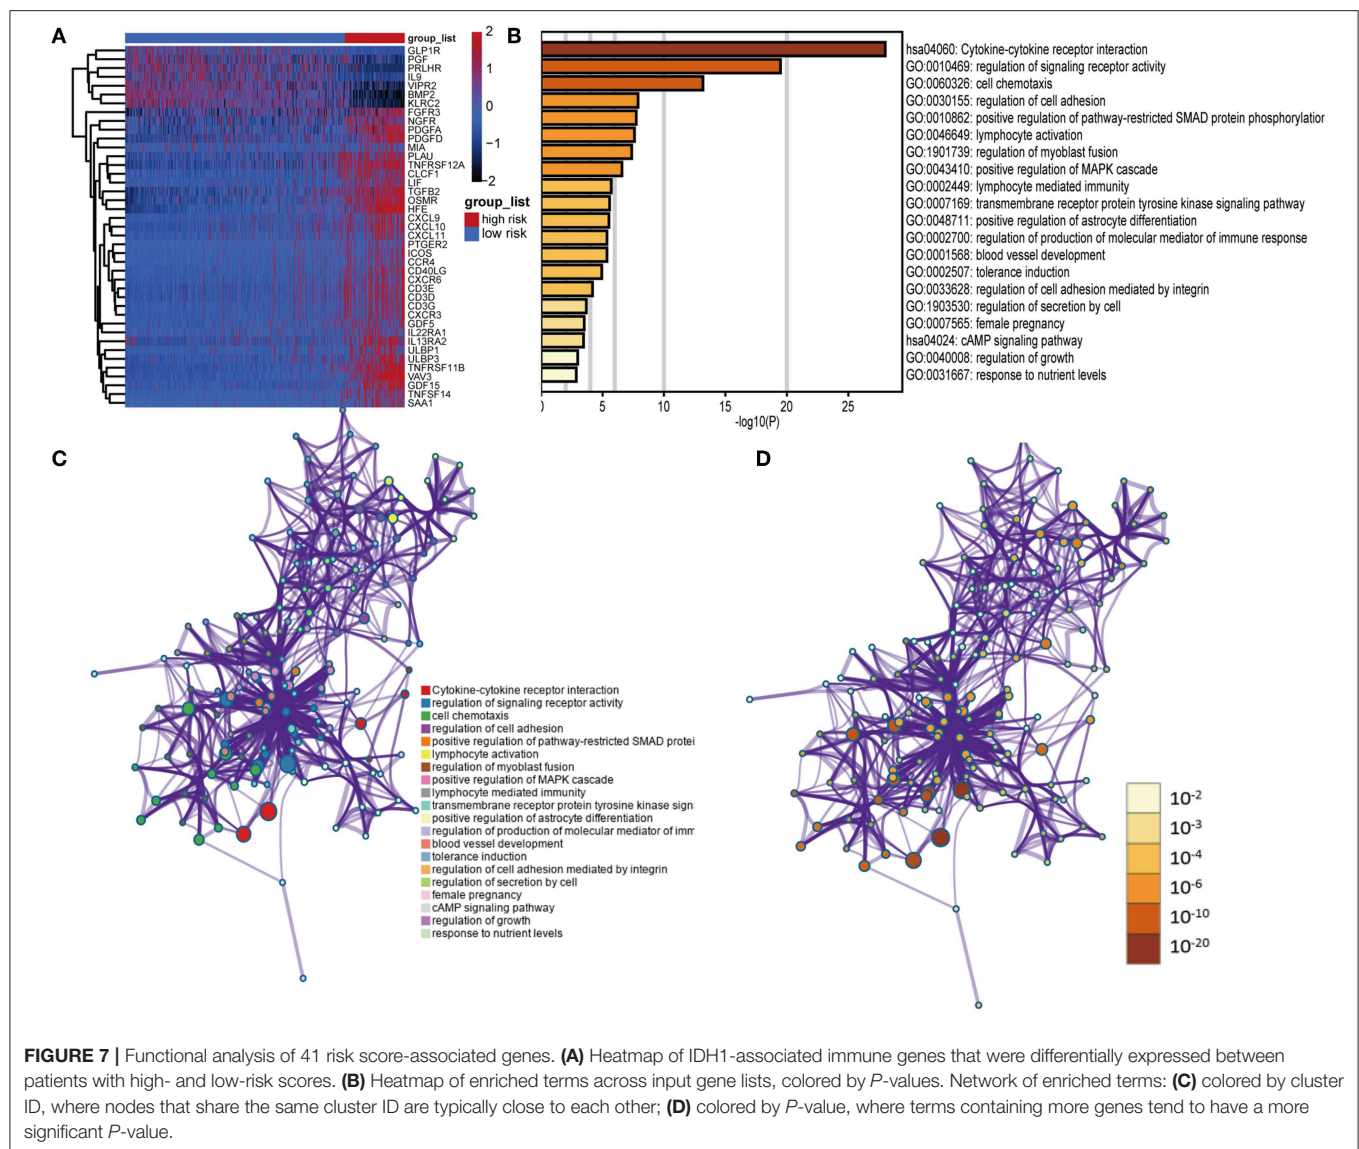 A
group_list
GLP1R
PGF
PRLHR
IL9
VIPR2
BMP2
KLRC2
FGFR3
NGFR
PDGFA
PDGFD
MIA
PLAU
TNFRSF12A
CLCF1
LIF
TGFB2
OSMR
HFE
CXCL9
CXCL10
CXCL11
PTGER2
ICOS
CCR4
CD40LG
CXCR6
CD3E
CD3D
CD3G
CXCR3
GDF5
IL22RA1
IL13RA2
ULBP1
ULBP3
TNFRSF11B
VAV3
GDF15
TNFSF14
SAA1
2
1
0
−1
−2
group_list
high risk
low risk
B
hsa04060: Cytokine-cytokine receptor interaction
GO:0010469: regulation of signaling receptor activity
GO:0060326: cell chemotaxis
GO:0030155: regulation of cell adhesion
GO:0010862: positive regulation of pathway-restricted SMAD protein phosphorylatior
GO:0046649: lymphocyte activation
GO:1901739: regulation of myoblast fusion
GO:0043410: positive regulation of MAPK cascade
GO:0002449: lymphocyte mediated immunity
GO:0007169: transmembrane receptor protein tyrosine kinase signaling pathway
GO:0048711: positive regulation of astrocyte differentiation
GO:0002700: regulation of production of molecular mediator of immune response
GO:0001568: blood vessel development
GO:0002507: tolerance induction
GO:0033628: regulation of cell adhesion mediated by integrin
GO:1903530: regulation of secretion by cell
GO:0007565: female pregnancy
hsa04024: cAMP signaling pathway
GO:0040008: regulation of growth
GO:0031667: response to nutrient levels
0 5 10 15 20 25
-log10(P)
C
Cytokine-cytokine receptor interaction
regulation of signaling receptor activity
cell chemotaxis
regulation of cell adhesion
positive regulation of pathway-restricted SMAD protei
lymphocyte activation
regulation of myoblast fusion
positive regulation of MAPK cascade
lymphocyte mediated immunity
transmembrane receptor protein tyrosine kinase sign
positive regulation of astrocyte differentiation
regulation of production of molecular mediator of imm
blood vessel development
tolerance induction
regulation of cell adhesion mediated by integrin
regulation of secretion by cell
female pregnancy
cAMP signaling pathway
regulation of growth
response to nutrient levels
D
10-2
10-3
10-4
10-6
10-10
10-20
FIGURE 7 | Functional analysis of 41 risk score-associated genes. (A) Heatmap of IDH1-associated immune genes that were differentially expressed between
patients with high- and low-risk scores. (B) Heatmap of enriched terms across input gene lists, colored by P-values. Network of enriched terms: (C) colored by cluster
ID, where nodes that share the same cluster ID are typically close to each other; (D) colored by P-value, where terms containing more genes tend to have a more
significant P-value.